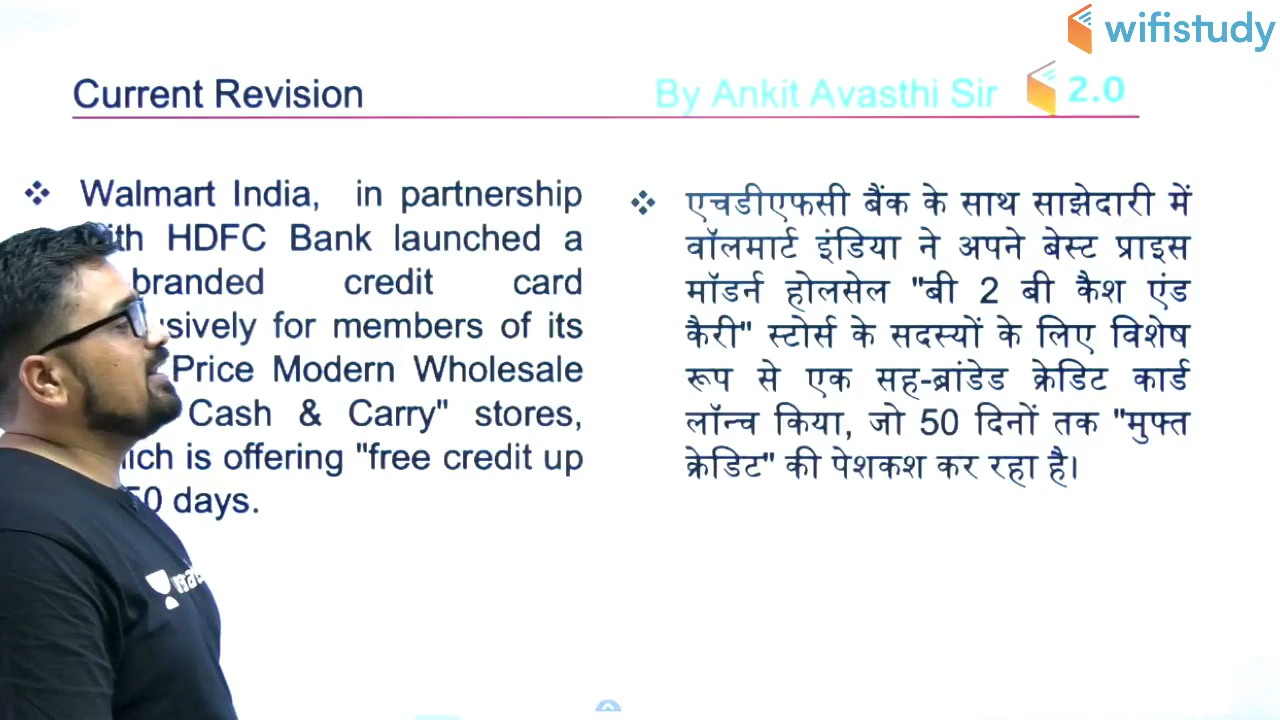 wifistudy
Current Revision
By Ankit Avasthi Sir 2.0
❖ Walmart India, in partnership
HDFC Bank launched a
branded credit card
for members of its
Price Modern Wholesale
Cash & Carry" stores,
is offering "free credit up
50 days.
❖ एचडीएफसी बैंक के साथ साझेदारी में
वॉलमार्ट इंडिया ने अपने बेस्ट प्राइस
मॉडर्न होलसेल "बी 2 बी कैश एंड
कैरी" स्टोर्स के सदस्यों के लिए विशेष
रूप से एक सह-ब्रांडेड क्रेडिट कार्ड
लॉन्च किया, जो 50 दिनों तक "मुफ्त
क्रेडिट" की पेशकश कर रहा है।